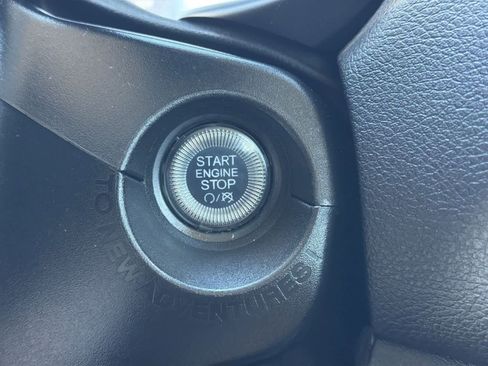 START
ENGINE
STOP
TO NEW ADVENTURES